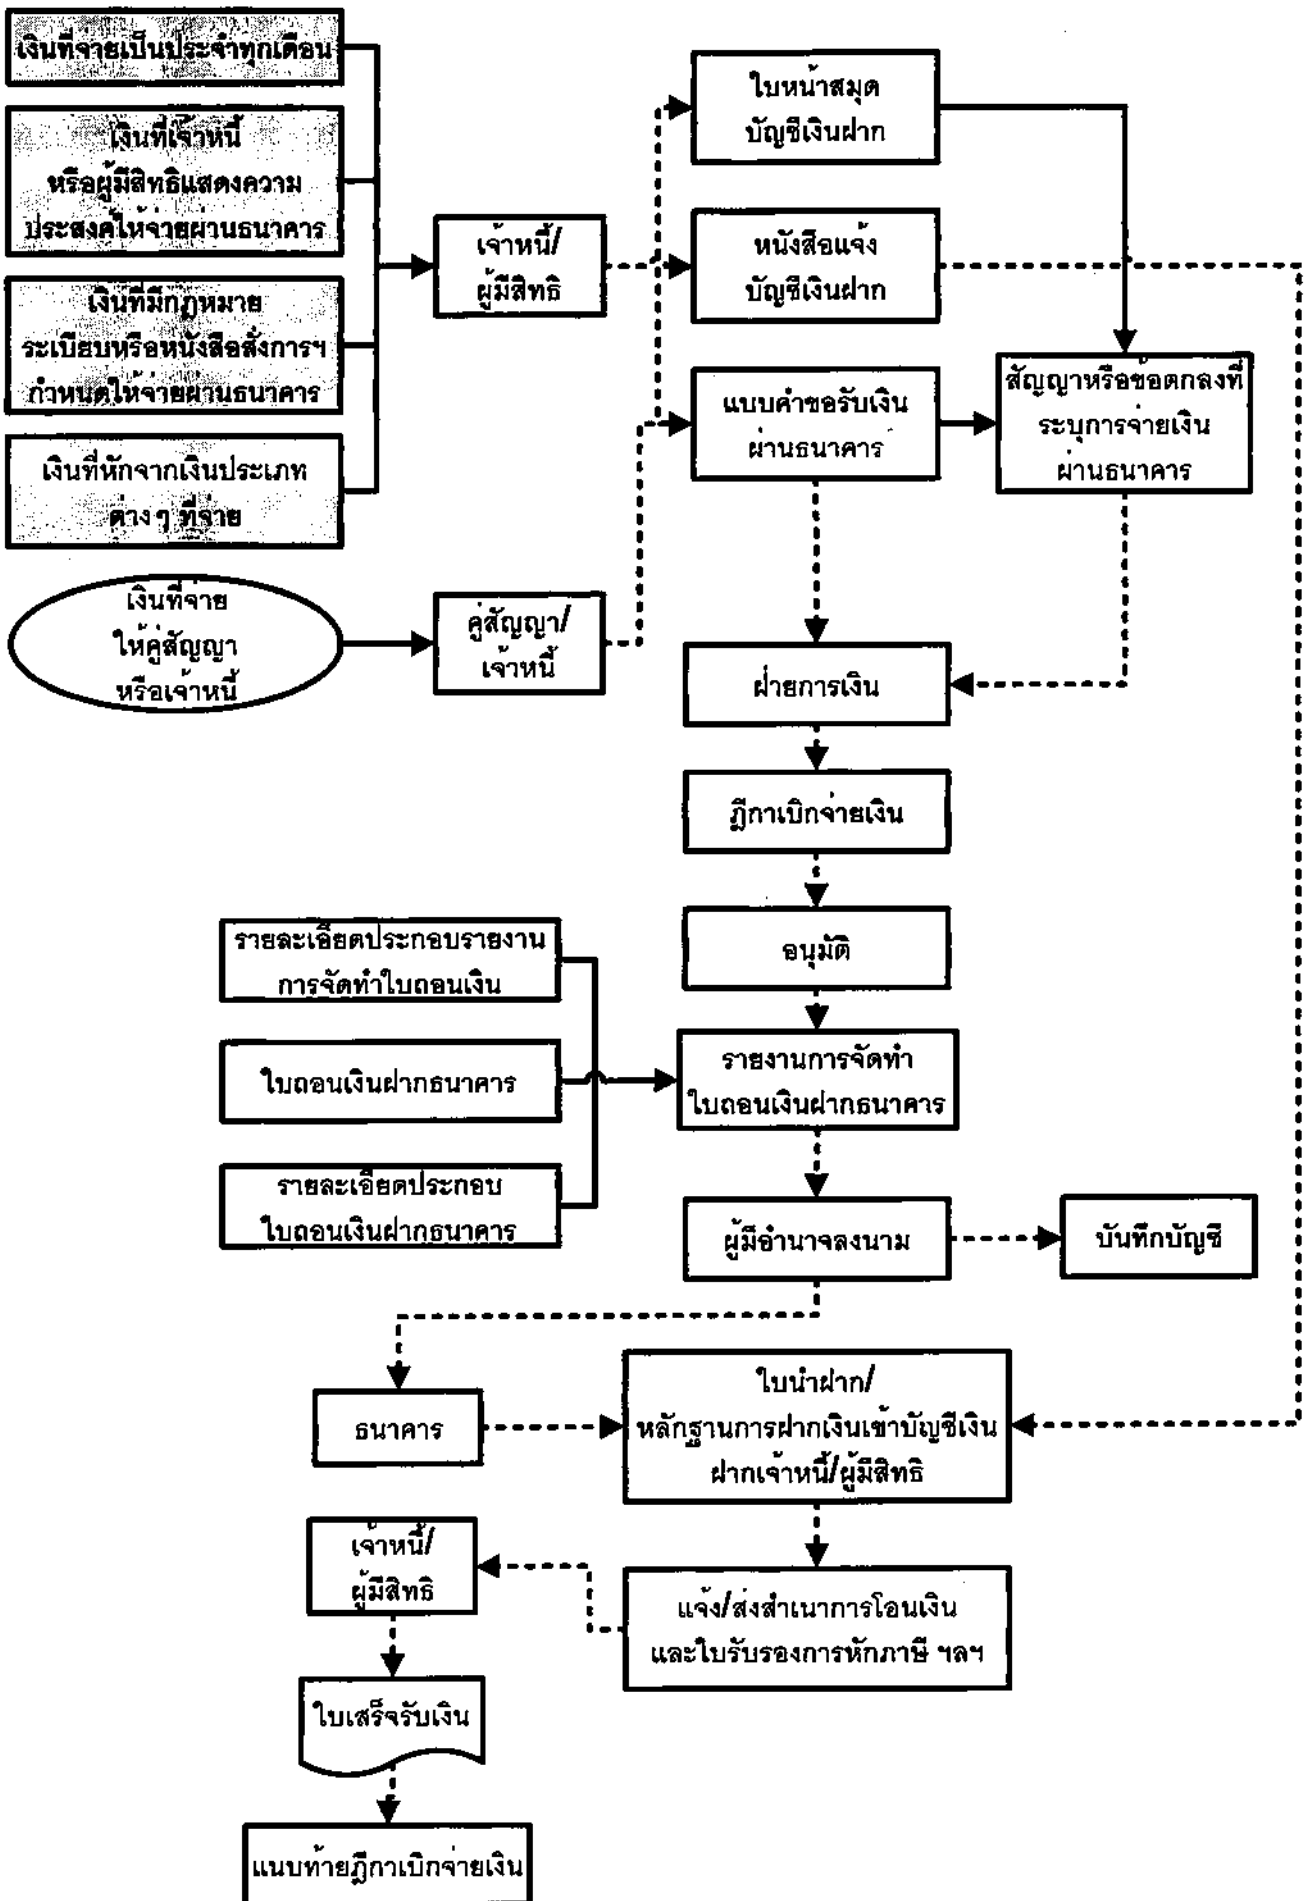 เงินที่จ่ายเป็นประจำทุกเดือน
เงินที่เจ้าหนี้
หรือผู้มีสิทธิแสดงความ
ประสงค์ให้จ่ายผ่านธนาคาร
เงินที่มีกฎหมาย
ระเบียบหรือหนังสือสั่งการฯ
กำหนดให้จ่ายผ่านธนาคาร
เงินที่หักจากเงินประเภท
ต่างๆ ที่จ่าย
เงินที่จ่าย
ให้คู่สัญญา
หรือเจ้าหนี้
เจ้าหนี้/
ผู้มีสิทธิ
คู่สัญญา/
เจ้าหนี้
ใบหน้าสมุด
บัญชีเงินฝาก
หนังสือแจ้ง
บัญชีเงินฝาก
แบบคำขอรับเงิน
ผ่านธนาคาร
สัญญาหรือข้อตกลงที่
ระบุการจ่ายเงิน
ผ่านธนาคาร
ฝ่ายการเงิน
ฎีกาเบิกจ่ายเงิน
อนุมัติ
รายละเอียดประกอบรายงาน
การจัดทำใบถอนเงิน
ใบถอนเงินฝากธนาคาร
รายละเอียดประกอบ
ใบถอนเงินฝากธนาคาร
รายงานการจัดทำ
ใบถอนเงินฝากธนาคาร
ผู้มีอำนาจลงนาม
บันทึกบัญชี
ธนาคาร
ใบนำฝาก/
หลักฐานการฝากเงินเข้าบัญชีเงิน
ฝากเจ้าหนี้/ผู้มีสิทธิ
แจ้ง/ส่งสำเนาการโอนเงิน
และใบรับรองการหักภาษี ฯลฯ
เจ้าหนี้/
ผู้มีสิทธิ
ใบเสร็จรับเงิน
แนบท้ายฎีกาเบิกจ่ายเงิน